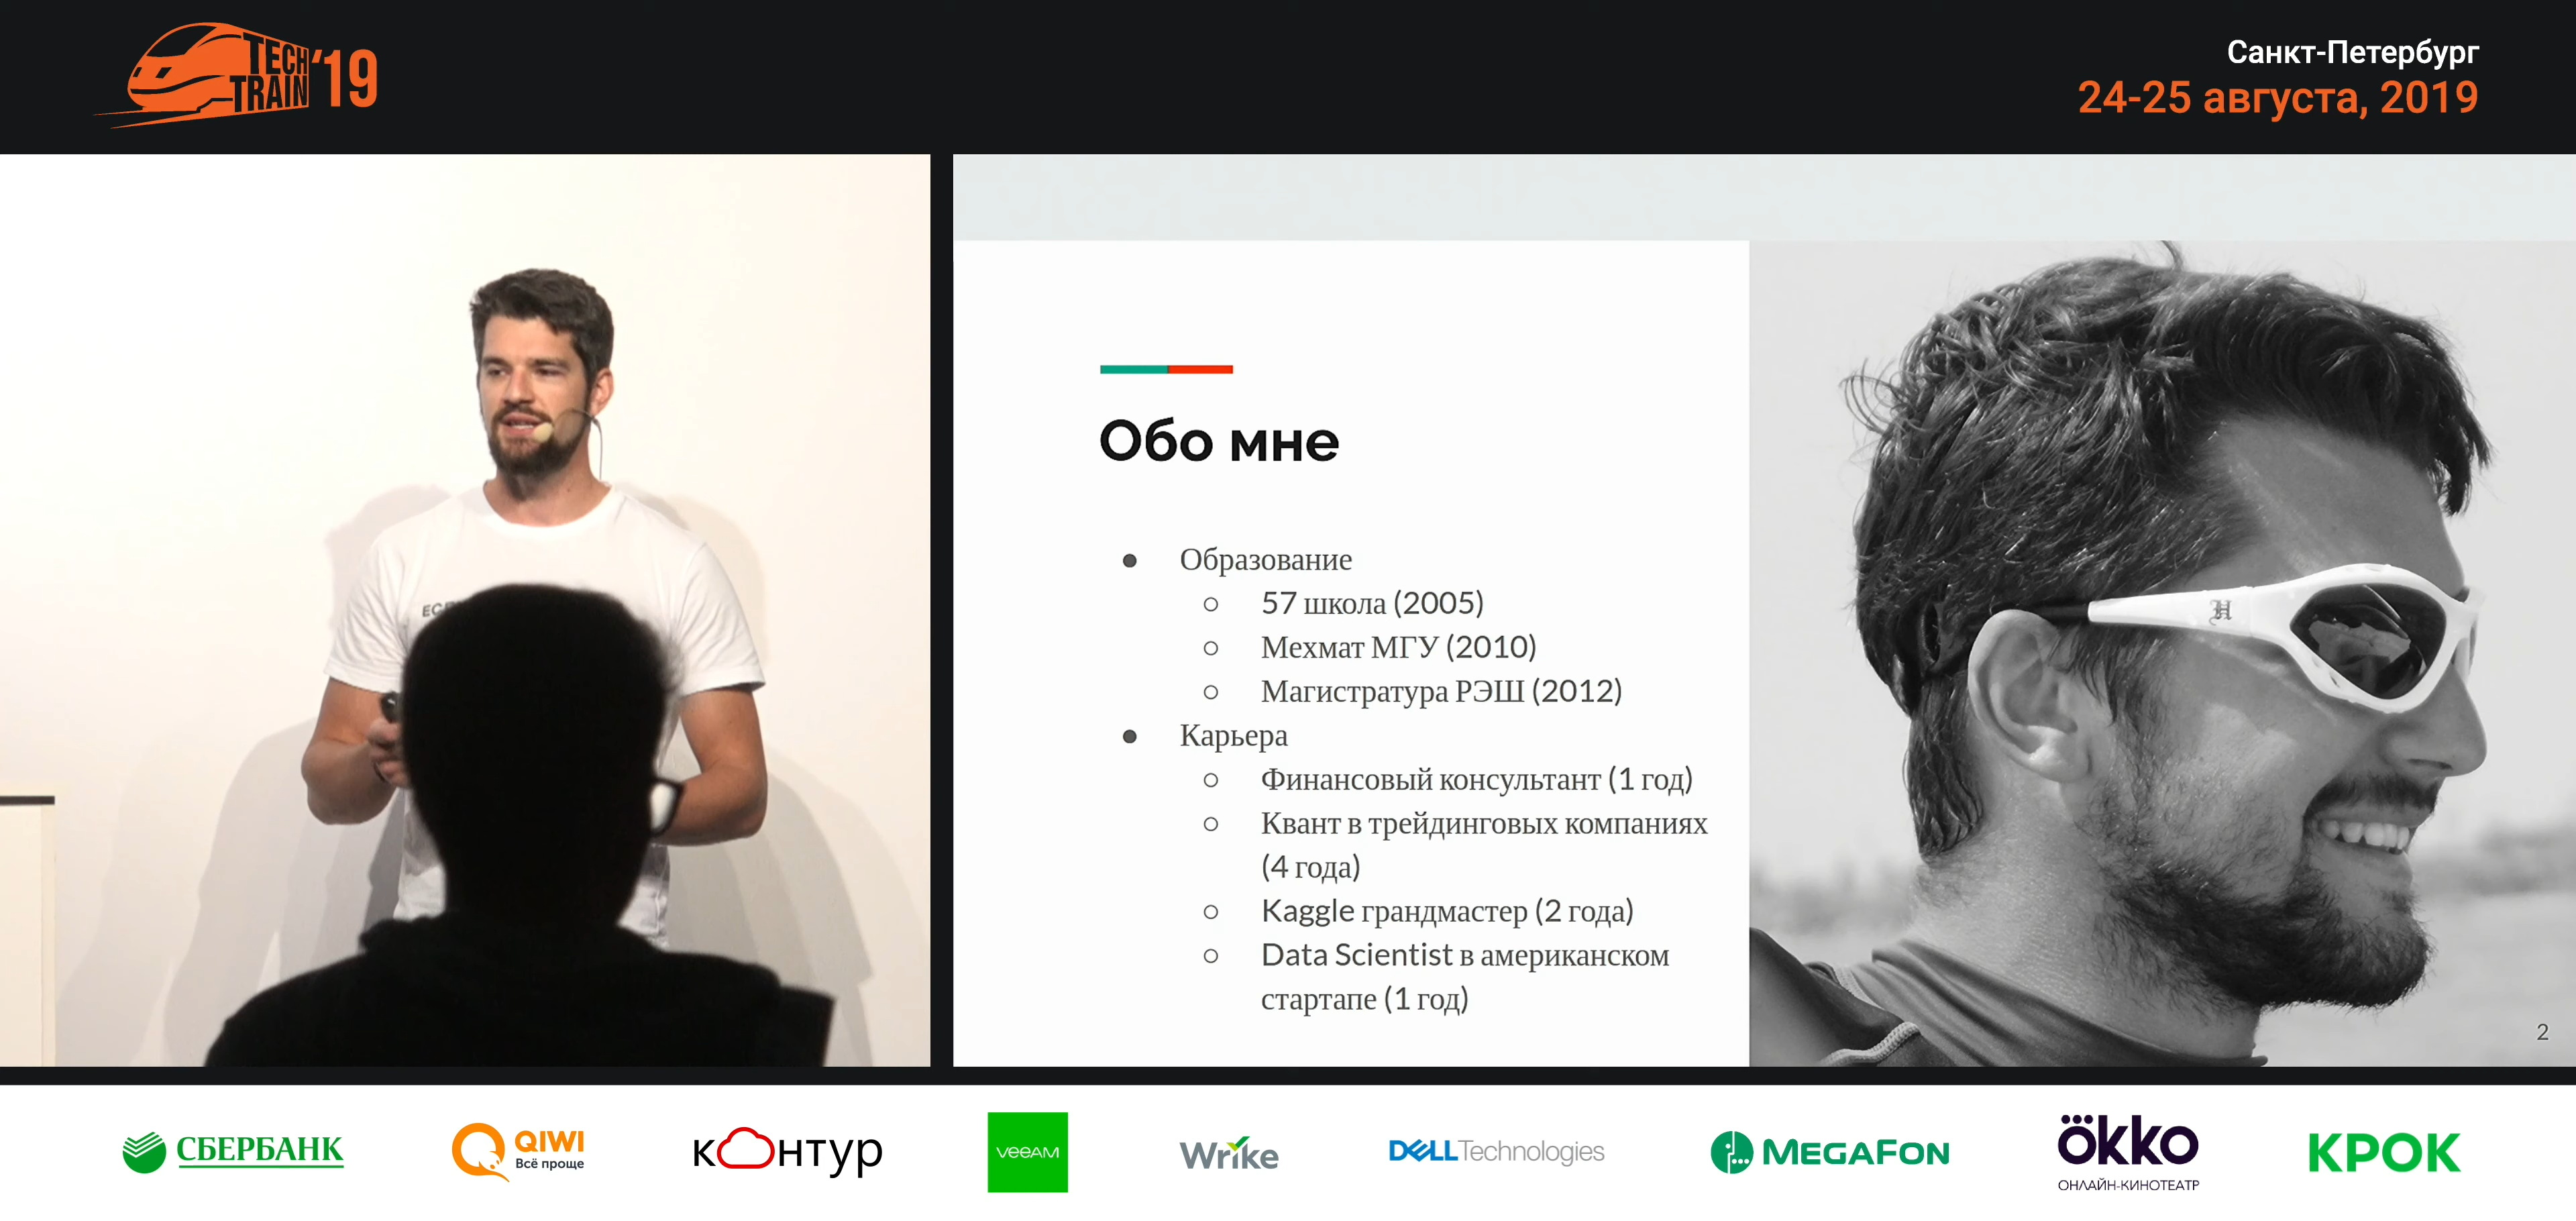 TECH
TRAIN '19
Санкт-Петербург
24-25 августа, 2019
Обо мне
● Образование
○ 57 школа (2005)
○ Мехмат МГУ (2010)
○ Магистратура РЭШ (2012)
● Карьера
○ Финансовый консультант (1 год)
○ Квант в трейдинговых компаниях
(4 года)
○ Kaggle грандмастер (2 года)
○ Data Scientist в американском
стартапе (1 год)
H
2
СБЕРБАНК
QIWI
Всё проще
контур
veeAM
Wrike
DELL Technologies
MEGAFON
ökko
ОНЛАЙН-КИНОТЕАТР
КРОК